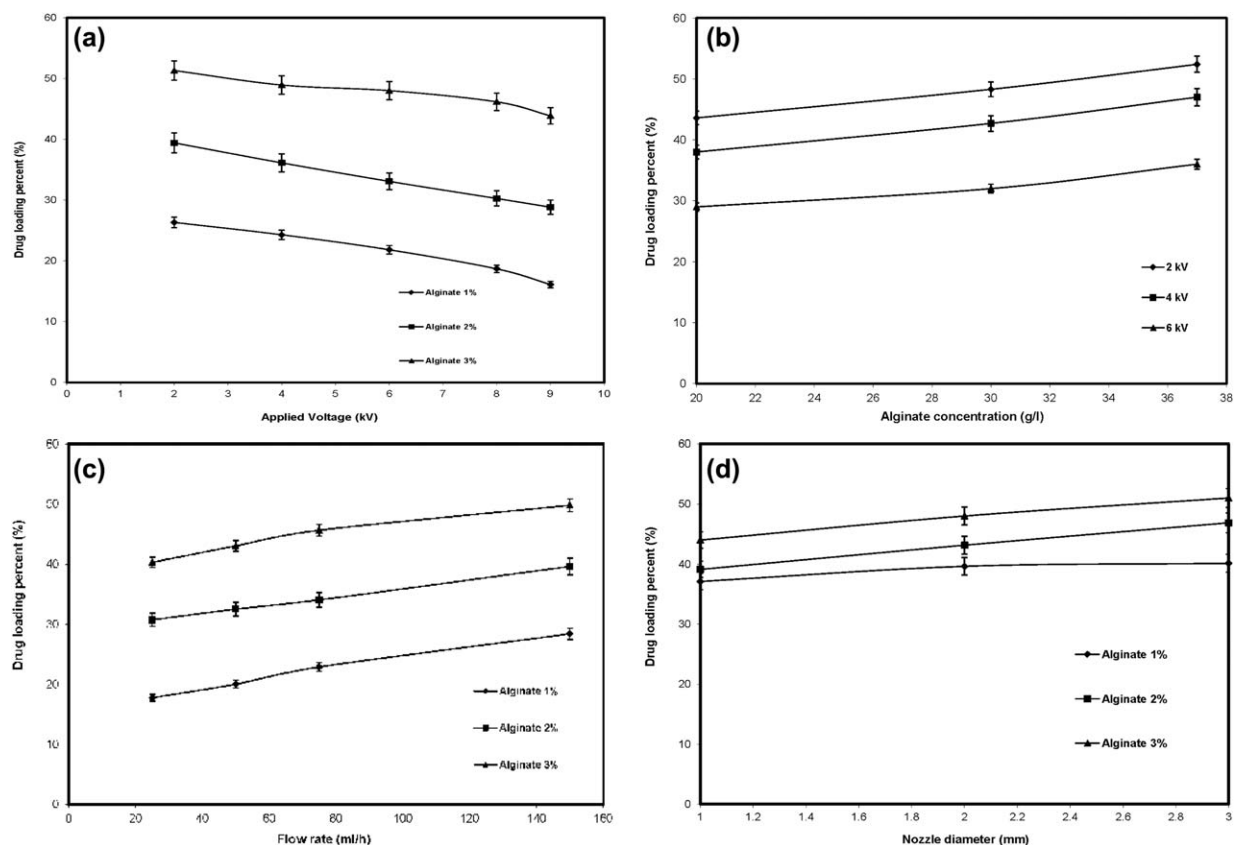 (a)
60
50
40
30
20
10
0
Drug loading percent (%)
Alginate 1%
Alginate 2%
Alginate 3%
0 1 2 3 4 5 6 7 8 9 10
Applied Voltage (kV)
(b)
60
50
40
30
20
10
0
Drug loading percent (%)
2 kV
4 kV
6 kV
20 22 24 26 28 30 32 34 36 38
Alginate concentration (g/l)
(c)
60
50
40
30
20
10
0
Drug loading percent (%)
Alginate 1%
Alginate 2%
Alginate 3%
0 20 40 60 80 100 120 140 160
Flow rate (ml/h)
(d)
60
50
40
30
20
10
0
Drug loading percent (%)
Alginate 1%
Alginate 2%
Alginate 3%
1 1.2 1.4 1.6 1.8 2 2.2 2.4 2.6 2.8 3
Nozzle diameter (mm)